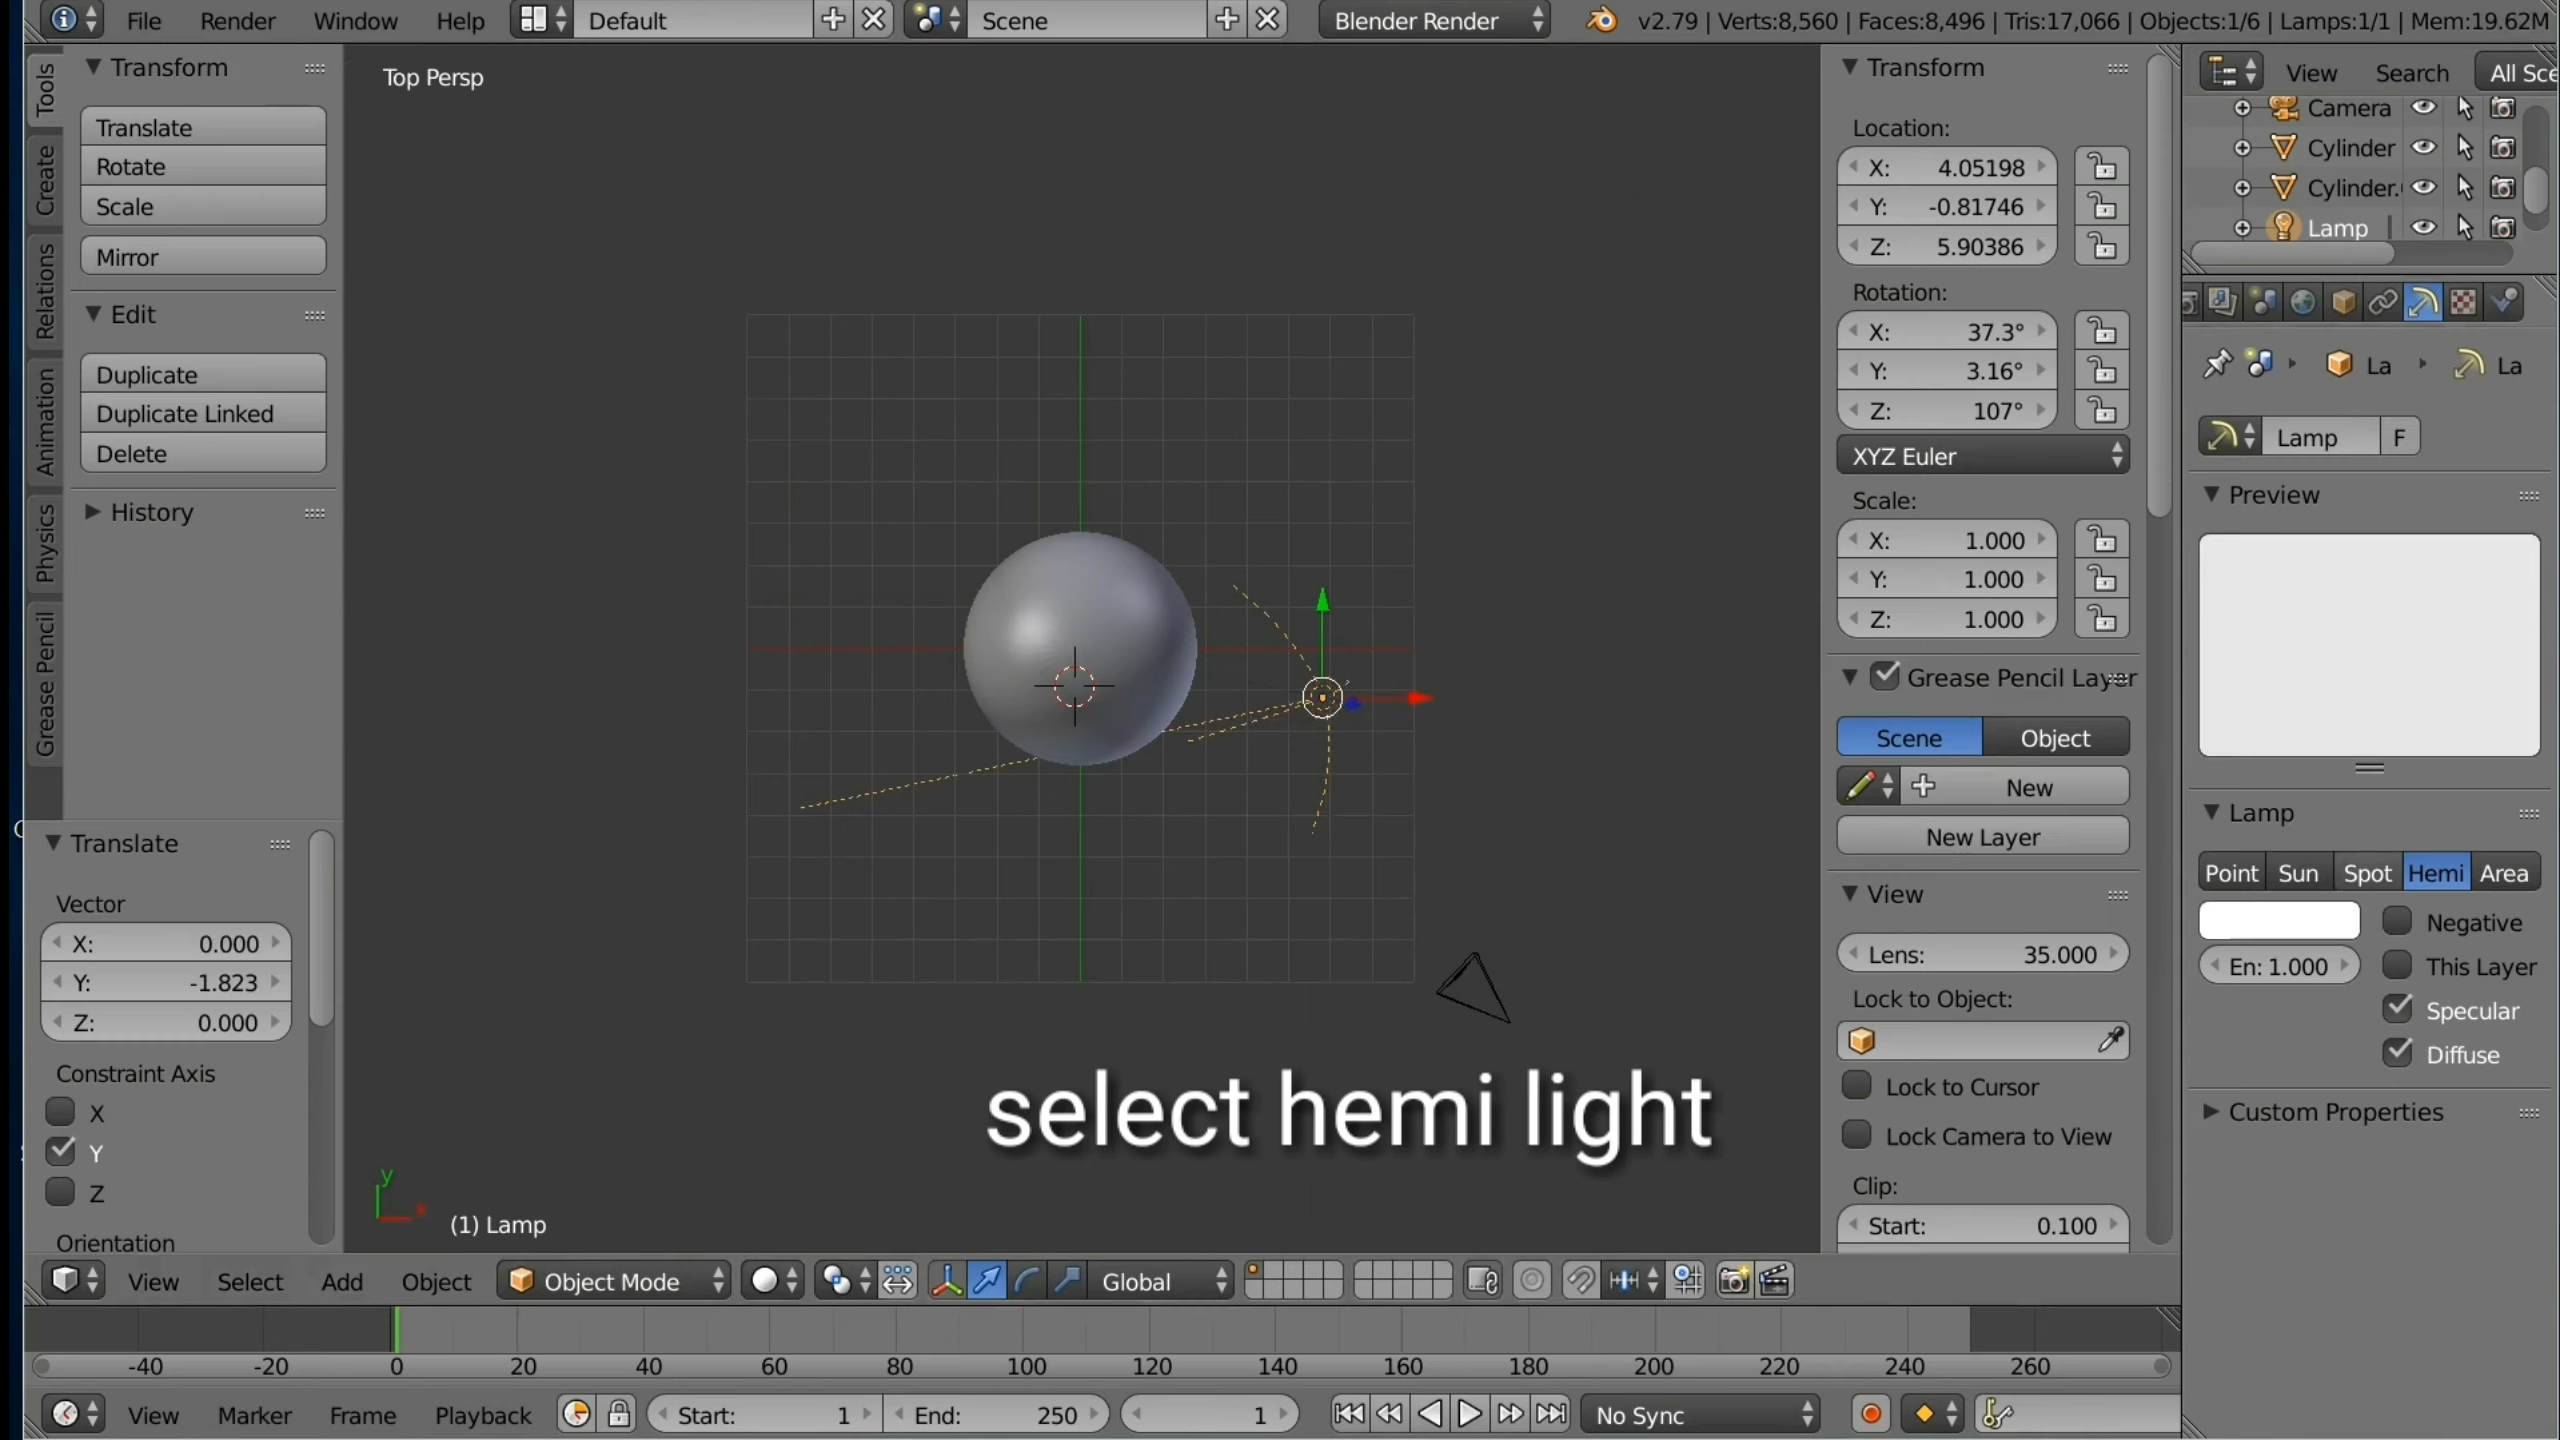 File Render Window Help Default Scene Blender Render v2.79 | Verts:8,560 | Faces:8,496 | Tris:17,066 | Objects:1/6 | Lamps:1/1 | Mem:19.62M
Tools
Create
Relations
Animation
Physics
Grease Pencil
Transform
Translate
Rotate
Scale
Mirror
Edit
Duplicate
Duplicate Linked
Delete
History
Translate
Vector
X: 0.000
Y: -1.823
Z: 0.000
Constraint Axis
X
Y
Z
Orientation
Top Persp
select hemi light
y
x
(1) Lamp
Transform
Location:
X: 4.05198
Y: -0.81746
Z: 5.90386
Rotation:
X: 37.3°
Y: 3.16°
Z: 107°
XYZ Euler
Scale:
X: 1.000
Y: 1.000
Z: 1.000
Grease Pencil Layer
Scene Object
New
New Layer
View
Lens: 35.000
Lock to Object:
Lock to Cursor
Lock Camera to View
Clip:
Start: 0.100
View Search All Sce
Camera
Cylinder
Cylinder.
Lamp
La La
Lamp F
Preview
Lamp
Point Sun Spot Hemi Area
Negative
En: 1.000 This Layer
Specular
Diffuse
Custom Properties
View Select Add Object Object Mode Global
-40 -20 0 20 40 60 80 100 120 140 160 180 200 220 240 260
View Marker Frame Playback Start: 1 End: 250 1 No Sync